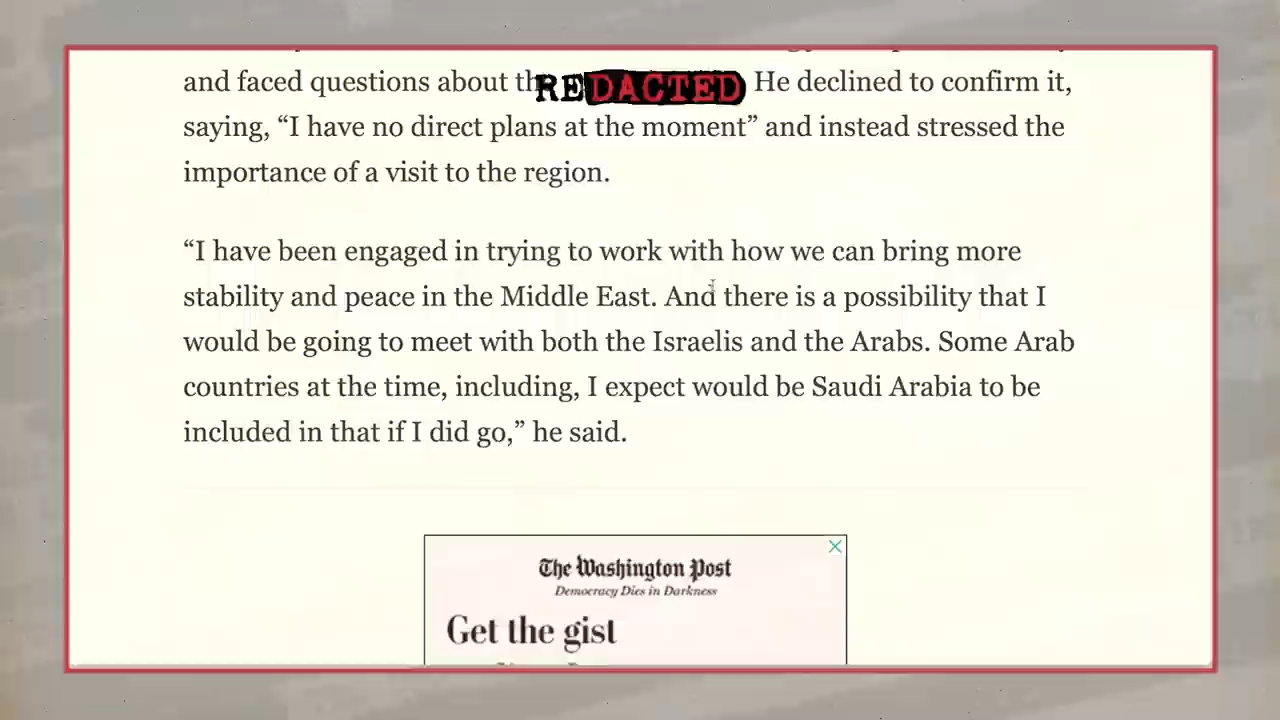 and faced questions about th
REDACTED
He declined to confirm it,
saying, “I have no direct plans at the moment” and instead stressed the
importance of a visit to the region.
“I have been engaged in trying to work with how we can bring more
stability and peace in the Middle East. And there is a possibility that I
would be going to meet with both the Israelis and the Arabs. Some Arab
countries at the time, including, I expect would be Saudi Arabia to be
included in that if I did go,” he said.
The Washington Post
Democracy Dies in Darkness
Get the gist